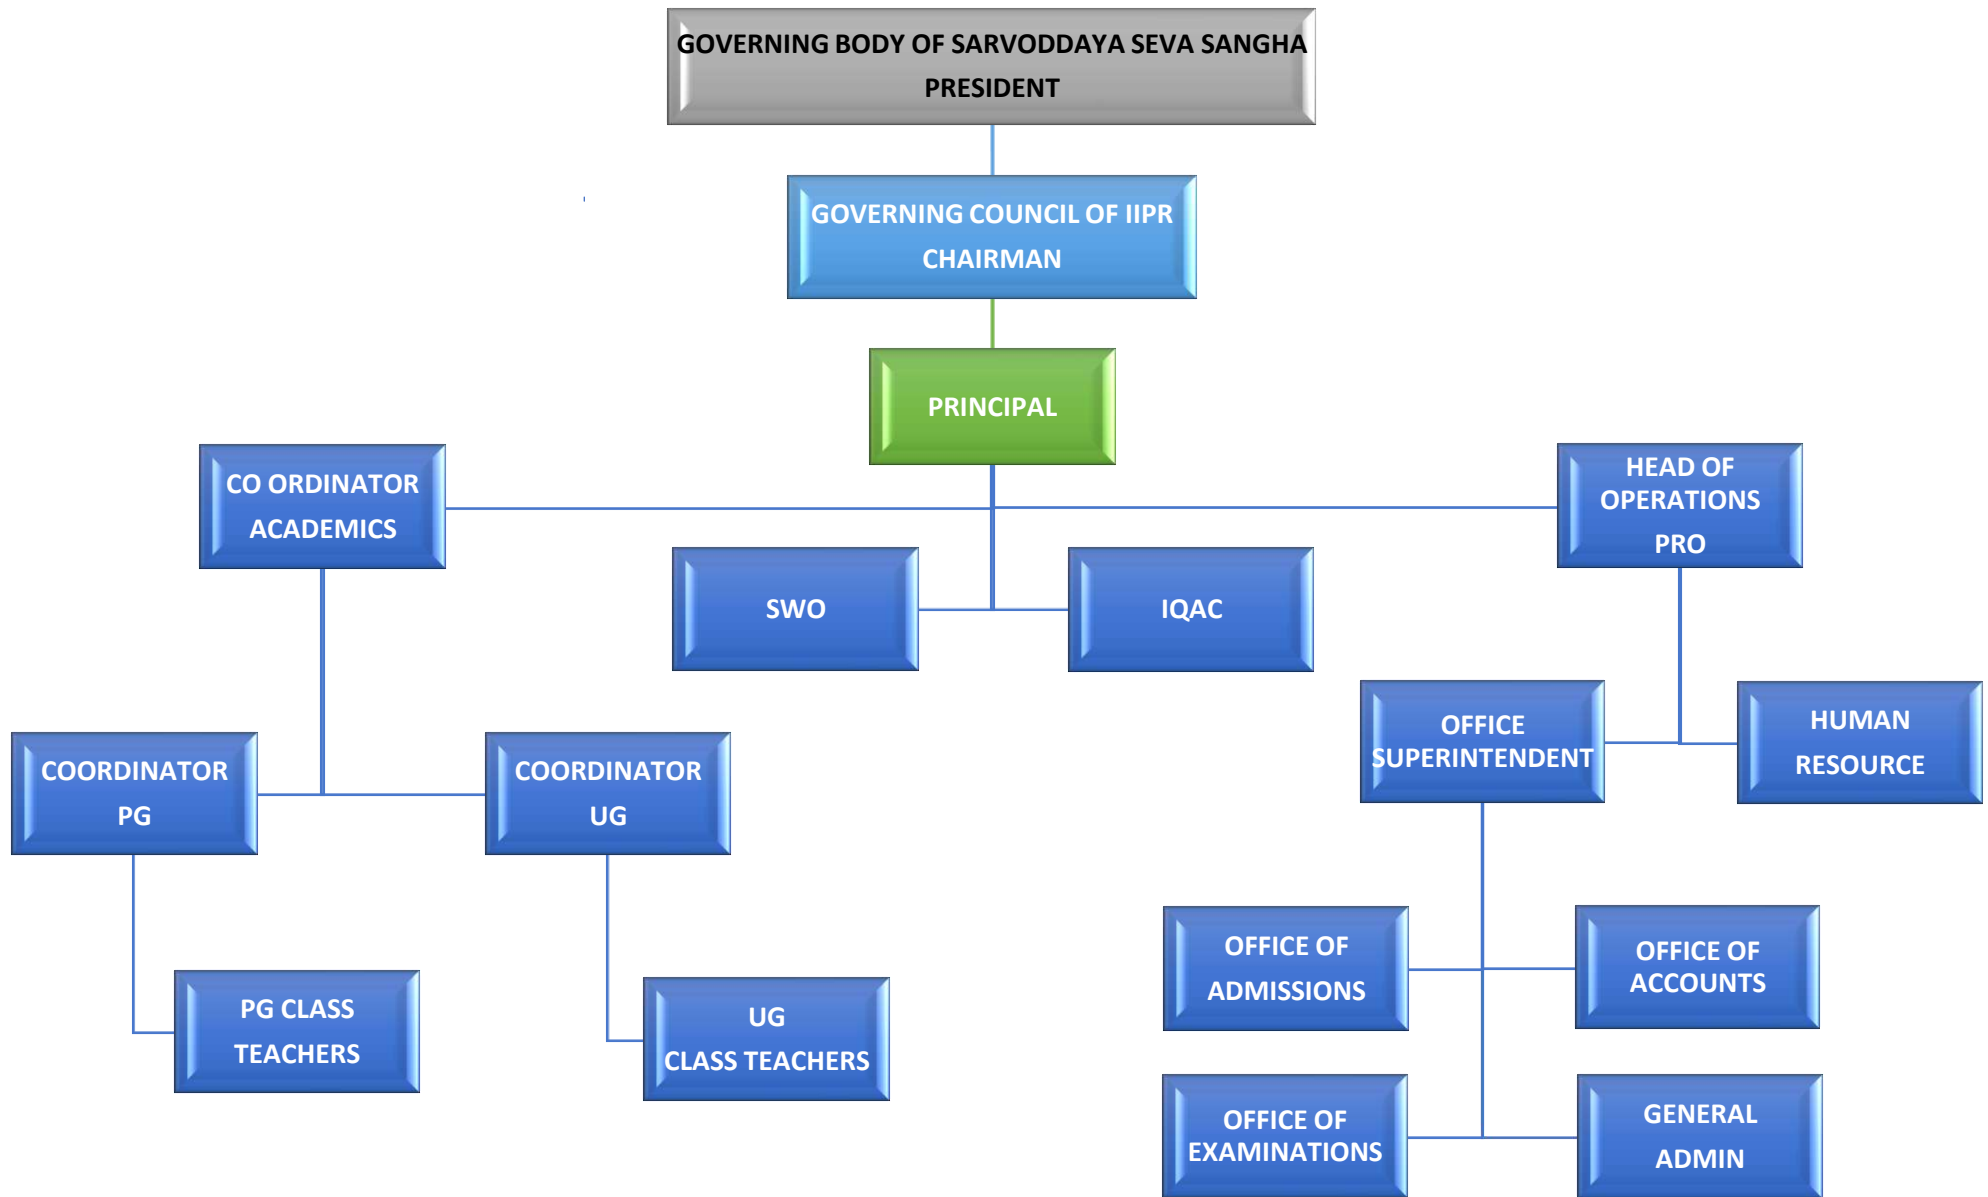 GOVERNING BODY OF SARVODDAYA SEVA SANGHA
PRESIDENT
GOVERNING COUNCIL OF IIPR
CHAIRMAN
PRINCIPAL
CO ORDINATOR
ACADEMICS
HEAD OF
OPERATIONS
PRO
SWO
IQAC
OFFICE
SUPERINTENDENT
HUMAN
RESOURCE
COORDINATOR
PG
COORDINATOR
UG
OFFICE OF
ADMISSIONS
OFFICE OF
ACCOUNTS
PG CLASS
TEACHERS
UG
CLASS TEACHERS
OFFICE OF
EXAMINATIONS
GENERAL
ADMIN